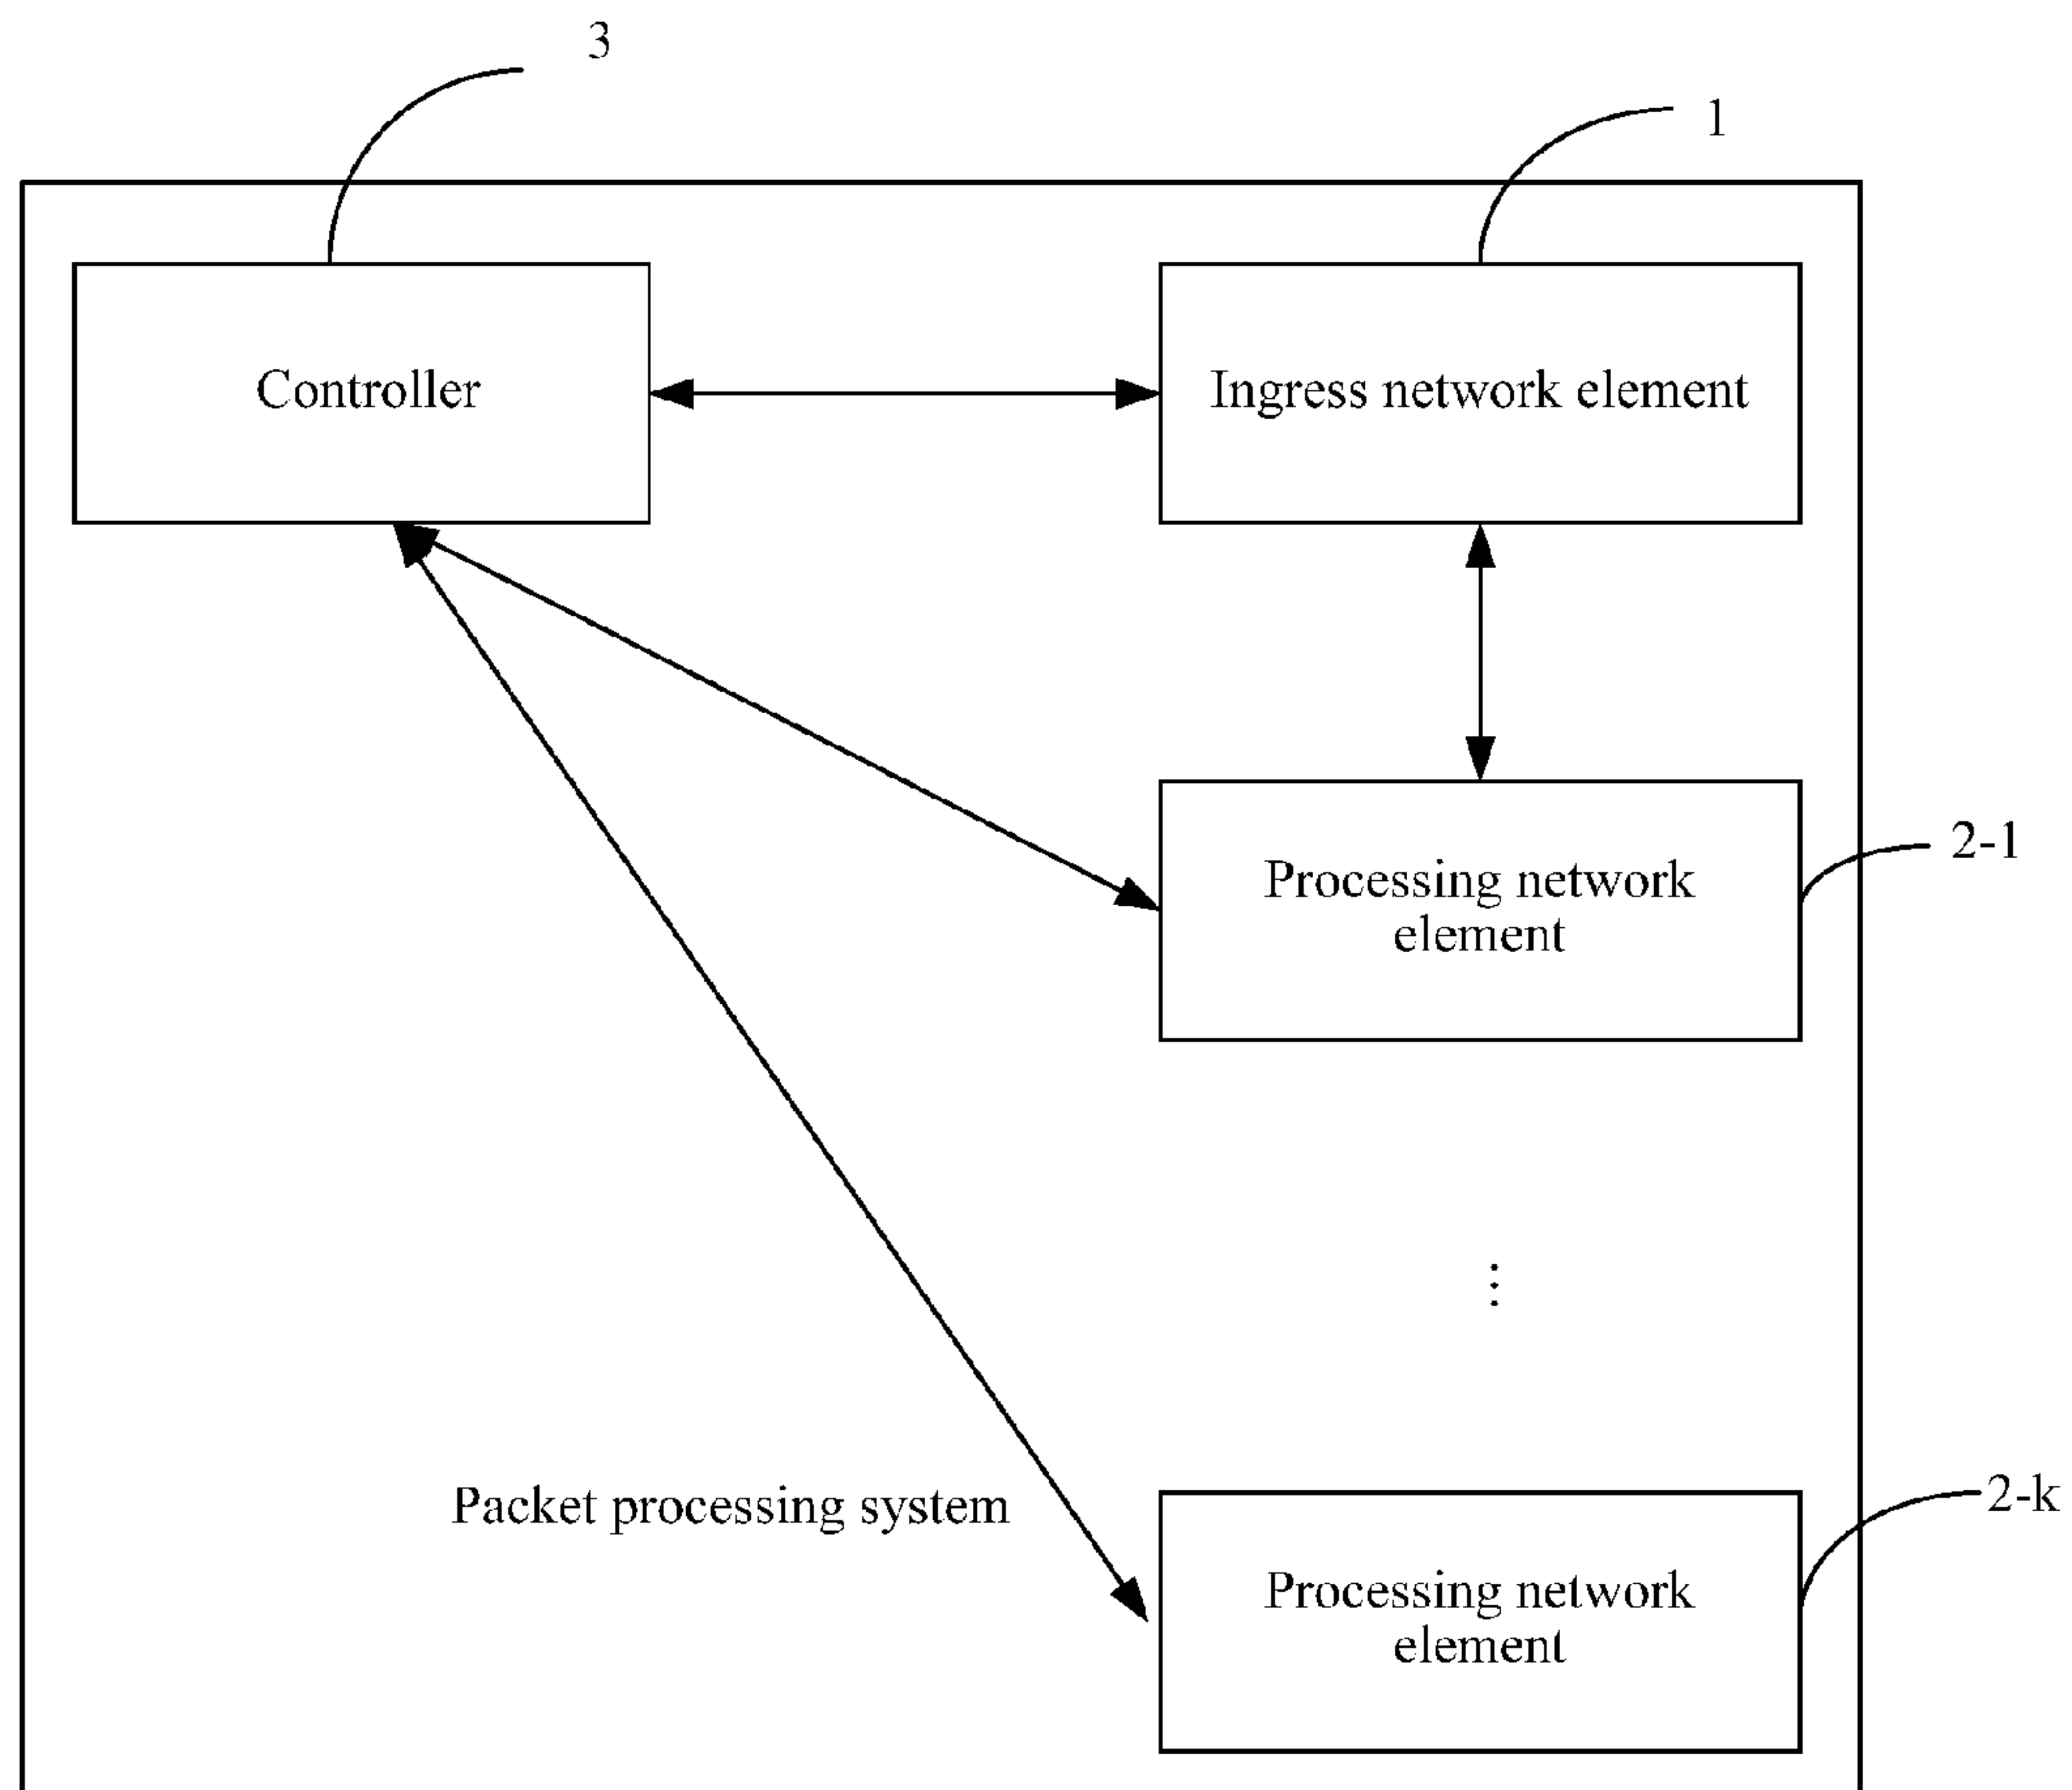 3
1
Controller
Ingress network element
2-1
Processing network
element
⋮
2-k
Packet processing system
Processing network
element